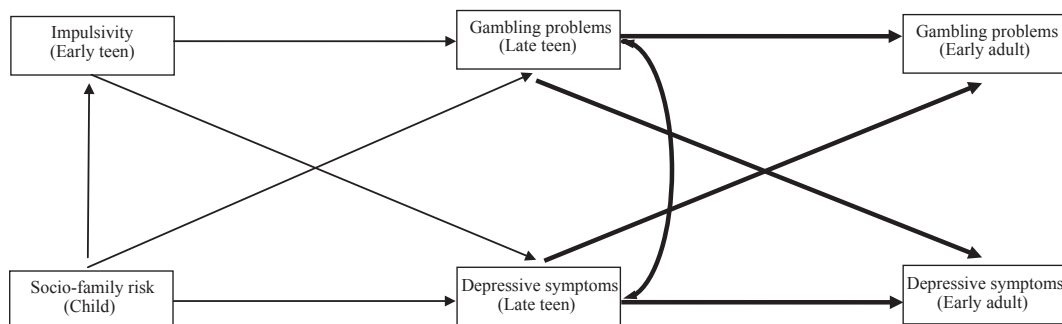 Impulsivity
(Early teen)
Gambling problems
(Late teen)
Gambling problems
(Early adult)
Socio-family risk
(Child)
Depressive symptoms
(Late teen)
Depressive symptoms
(Early adult)